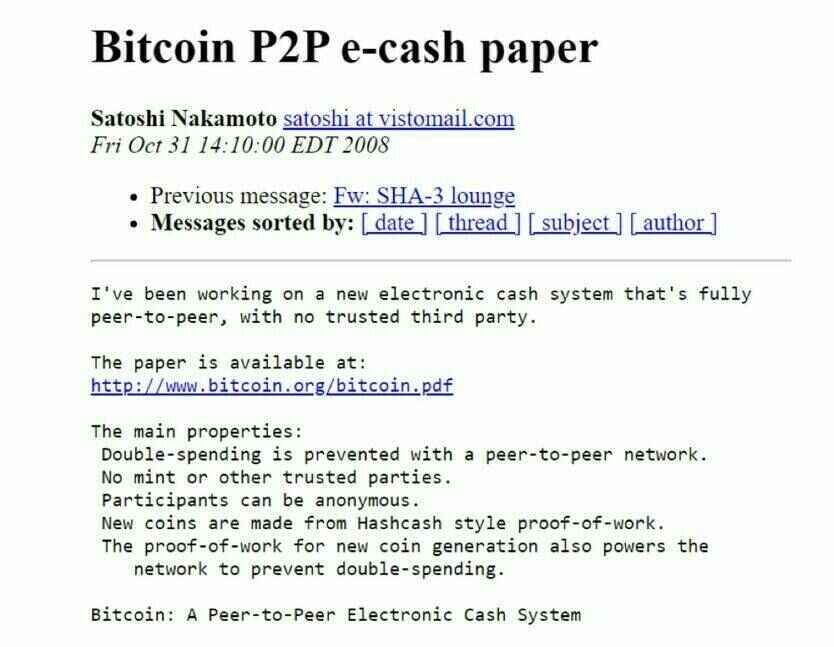 Bitcoin P2P e-cash paper
Satoshi Nakamoto satoshi at vistomail.com
Fri Oct 31 14:10:00 EDT 2008
• Previous message: Fw: SHA-3 lounge
• Messages sorted by: [ date ] [ thread ] [ subject ] [ author ]
I've been working on a new electronic cash system that's fully
peer-to-peer, with no trusted third party.
The paper is available at:
http://www.bitcoin.org/bitcoin.pdf
The main properties:
Double-spending is prevented with a peer-to-peer network.
No mint or other trusted parties.
Participants can be anonymous.
New coins are made from Hashcash style proof-of-work.
The proof-of-work for new coin generation also powers the
network to prevent double-spending.
Bitcoin: A Peer-to-Peer Electronic Cash System